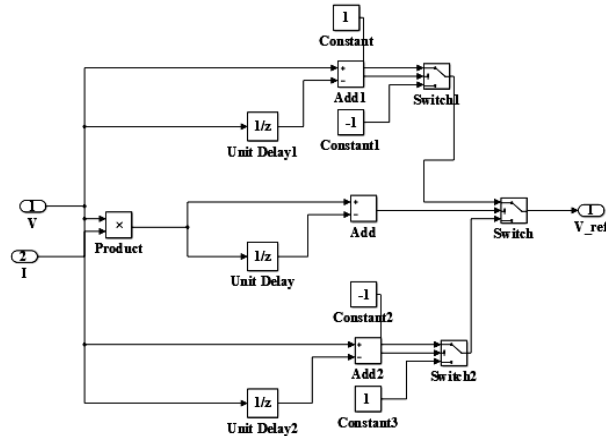 1
Constant
+
−
Add1
Switch1
-1
Constant1
1/z
Unit Delay1
1
V
2
I
×
Product
+
−
Add
Switch
1
V_ref
1/z
Unit Delay
-1
Constant2
+
−
Add2
Switch2
1
Constant3
1/z
Unit Delay2